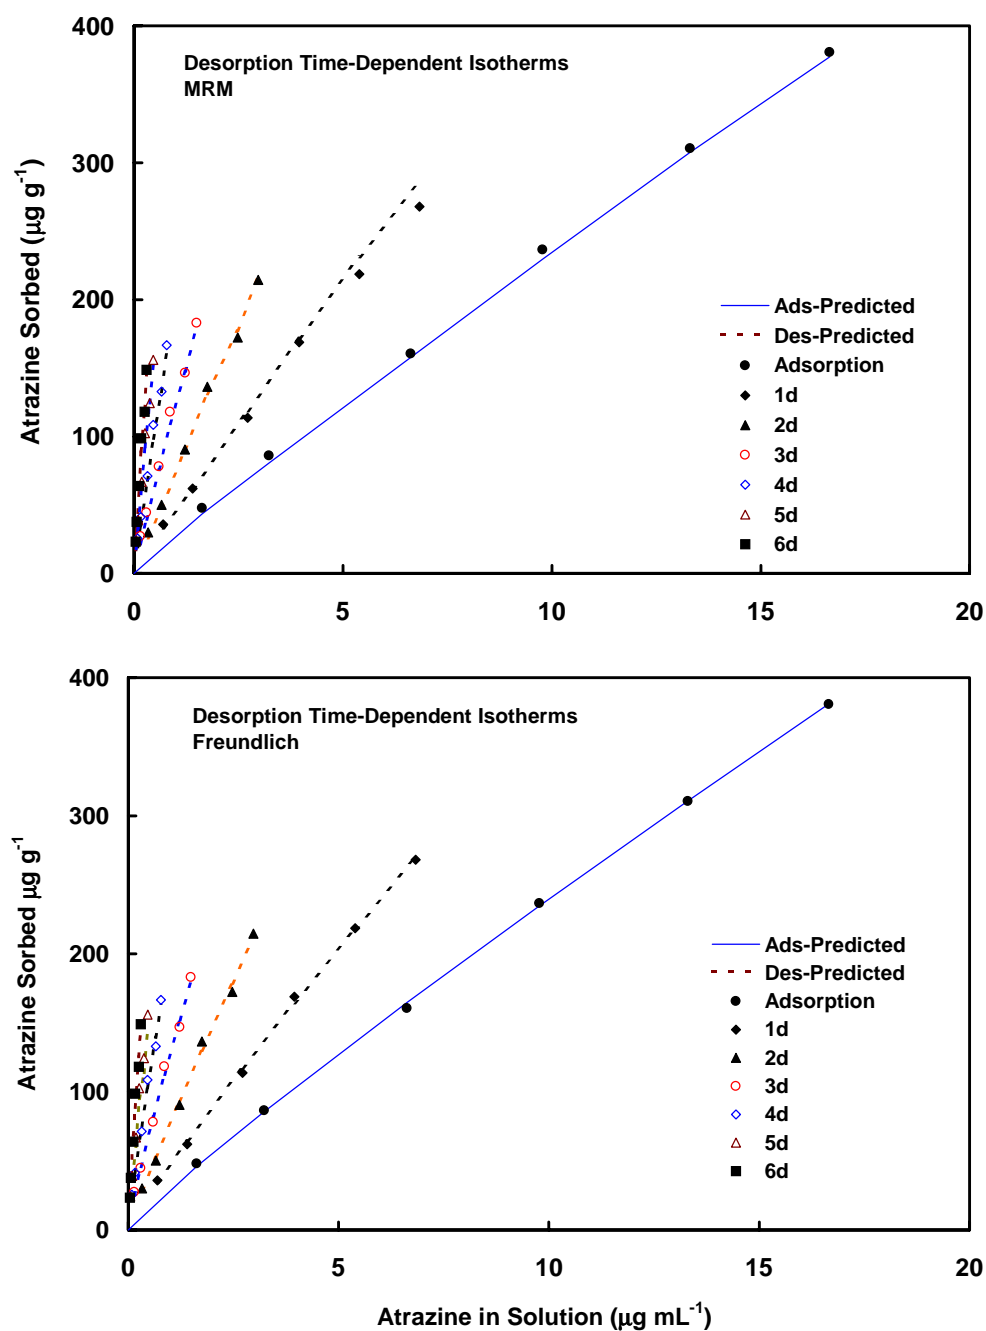 Desorption Time-Dependent Isotherms
MRM
Atrazine Sorbed (μg g⁻¹)
400
300
200
100
0
0 5 10 15 20
Ads-Predicted
Des-Predicted
Adsorption
1d
2d
3d
4d
5d
6d
Desorption Time-Dependent Isotherms
Freundlich
Atrazine Sorbed μg g⁻¹
400
300
200
100
0
0 5 10 15 20
Ads-Predicted
Des-Predicted
Adsorption
1d
2d
3d
4d
5d
6d
Atrazine in Solution (μg mL⁻¹)